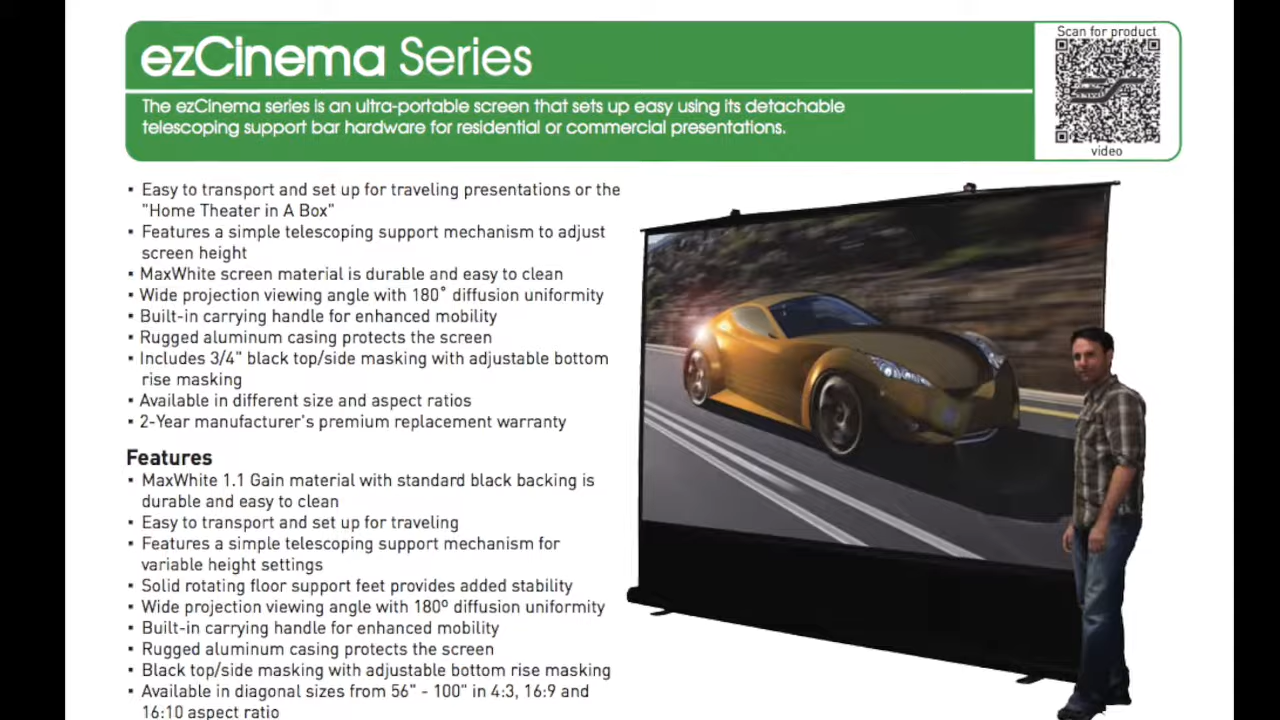 ezCinema Series
The ezCinema series is an ultra-portable screen that sets up easy using its detachable
telescoping support bar hardware for residential or commercial presentations.
Scan for product
video
▪ Easy to transport and set up for traveling presentations or the
"Home Theater in A Box"
▪ Features a simple telescoping support mechanism to adjust
screen height
▪ MaxWhite screen material is durable and easy to clean
▪ Wide projection viewing angle with 180˚ diffusion uniformity
▪ Built-in carrying handle for enhanced mobility
▪ Rugged aluminum casing protects the screen
▪ Includes 3/4" black top/side masking with adjustable bottom
rise masking
▪ Available in different size and aspect ratios
▪ 2-Year manufacturer's premium replacement warranty
Features
▪ MaxWhite 1.1 Gain material with standard black backing is
durable and easy to clean
▪ Easy to transport and set up for traveling
▪ Features a simple telescoping support mechanism for
variable height settings
▪ Solid rotating floor support feet provides added stability
▪ Wide projection viewing angle with 180º diffusion uniformity
▪ Built-in carrying handle for enhanced mobility
▪ Rugged aluminum casing protects the screen
▪ Black top/side masking with adjustable bottom rise masking
▪ Available in diagonal sizes from 56" - 100" in 4:3, 16:9 and
16:10 aspect ratio